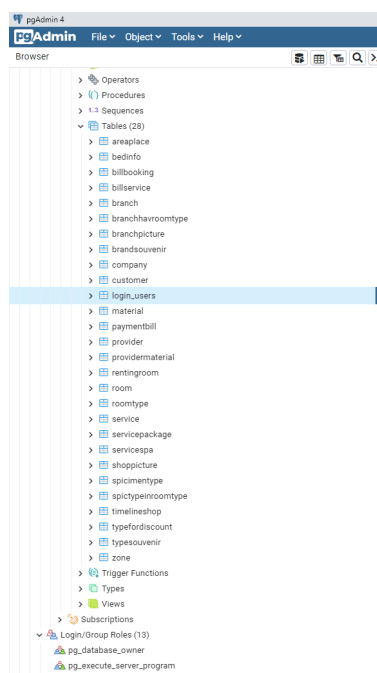 pgAdmin 4
pgAdmin File Object Tools Help
Browser
Operators
Procedures
1..3 Sequences
Tables (28)
areaplace
bedinfo
billbooking
billservice
branch
branchhavroomtype
branchpicture
brandsouvenir
company
customer
login_users
material
paymentbill
provider
providermaterial
rentingroom
room
roomtype
service
servicepackage
servicespa
shoppicture
spicimentype
spictypeinroomtype
timelineshop
typefordiscount
typesouvenir
zone
Trigger Functions
Types
Views
Subscriptions
Login/Group Roles (13)
pg_database_owner
pg_execute_server_program